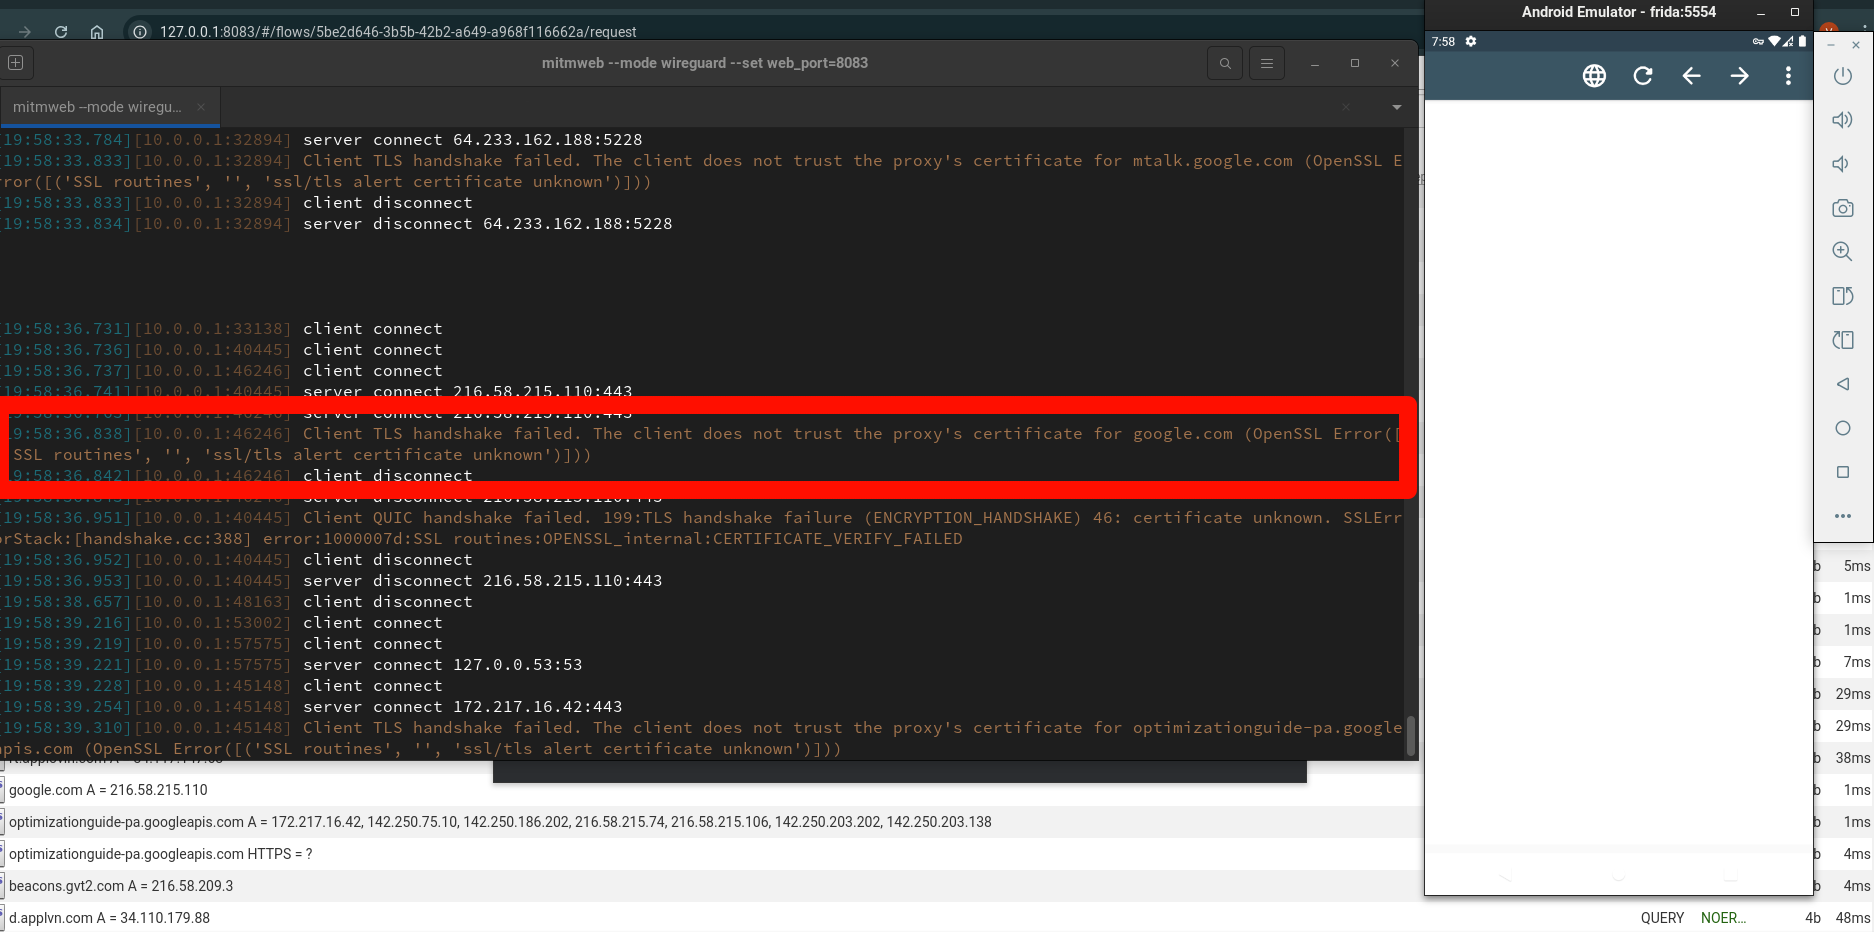 127.0.0.1:8083/#/flows/5be2d646-3b5b-42b2-a649-a968f116662a/request
Android Emulator - frida:5554
7:58
mitmweb --mode wireguard --set web_port=8083
mitmweb --mode wiregu...
[19:58:33.784][10.0.0.1:32894] server connect 64.233.162.188:5228
[19:58:33.833][10.0.0.1:32894] Client TLS handshake failed. The client does not trust the proxy's certificate for mtalk.google.com (OpenSSL E
rror([('SSL routines', '', 'ssl/tls alert certificate unknown')]))
[19:58:33.833][10.0.0.1:32894] client disconnect
[19:58:33.834][10.0.0.1:32894] server disconnect 64.233.162.188:5228
[19:58:36.731][10.0.0.1:33138] client connect
[19:58:36.736][10.0.0.1:40445] client connect
[19:58:36.737][10.0.0.1:46246] client connect
[19:58:36.741][10.0.0.1:40445] server connect 216.58.215.110:443
server connect 216.58.215.110:443
19:58:36.838][10.0.0.1:46246] Client TLS handshake failed. The client does not trust the proxy's certificate for google.com (OpenSSL Error([
SSL routines', '', 'ssl/tls alert certificate unknown')]))
19:58:36.842][10.0.0.1:46246] client disconnect
server disconnect 216.58.215.110:443
[19:58:36.951][10.0.0.1:40445] Client QUIC handshake failed. 199:TLS handshake failure (ENCRYPTION_HANDSHAKE) 46: certificate unknown. SSLErr
orStack:[handshake.cc:388] error:1000007d:SSL routines:OPENSSL_internal:CERTIFICATE_VERIFY_FAILED
[19:58:36.952][10.0.0.1:40445] client disconnect
[19:58:36.953][10.0.0.1:40445] server disconnect 216.58.215.110:443
[19:58:38.657][10.0.0.1:48163] client disconnect
[19:58:39.216][10.0.0.1:53002] client connect
[19:58:39.219][10.0.0.1:57575] client connect
[19:58:39.221][10.0.0.1:57575] server connect 127.0.0.53:53
[19:58:39.228][10.0.0.1:45148] client connect
[19:58:39.254][10.0.0.1:45148] server connect 172.217.16.42:443
[19:58:39.310][10.0.0.1:45148] Client TLS handshake failed. The client does not trust the proxy's certificate for optimizationguide-pa.google
apis.com (OpenSSL Error([('SSL routines', '', 'ssl/tls alert certificate unknown')]))
b 5ms
b 1ms
b 1ms
b 7ms
29ms
29ms
b 38ms
google.com A = 216.58.215.110 b 1ms
optimizationguide-pa.googleapis.com A = 172.217.16.42, 142.250.75.10, 142.250.186.202, 216.58.215.74, 216.58.215.106, 142.250.203.202, 142.250.203.138 b 1ms
optimizationguide-pa.googleapis.com HTTPS = ? b 4ms
beacons.gvt2.com A = 216.58.209.3 b 4ms
d.applvn.com A = 34.110.179.88 QUERY NOER... 4b 48ms